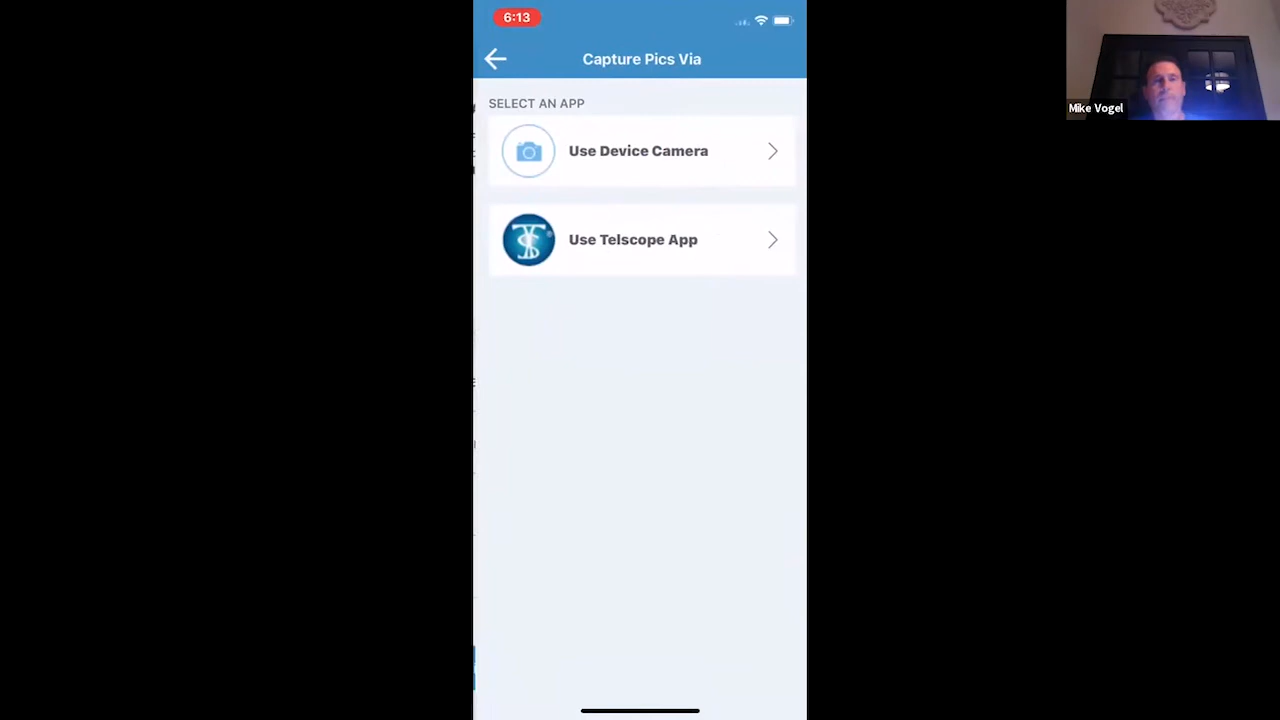 6:13
Capture Pics Via
SELECT AN APP
Use Device Camera
Use Telscope App
Mike Vogel